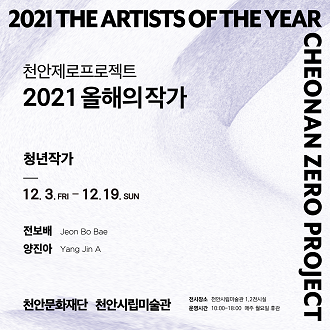 2021 THE ARTISTS OF THE YEAR
CHEONAN ZERO PROJECT
천안제로프로젝트
2021 올해의 작가
청년작가
12. 3. FRI – 12. 19. SUN
전보배 Jeon Bo Bae
양진아 Yang Jin A
천안문화재단 천안시립미술관
전시장소 천안시립미술관 1,2전시실
운영시간 10:00–18:00 매주 월요일 휴관